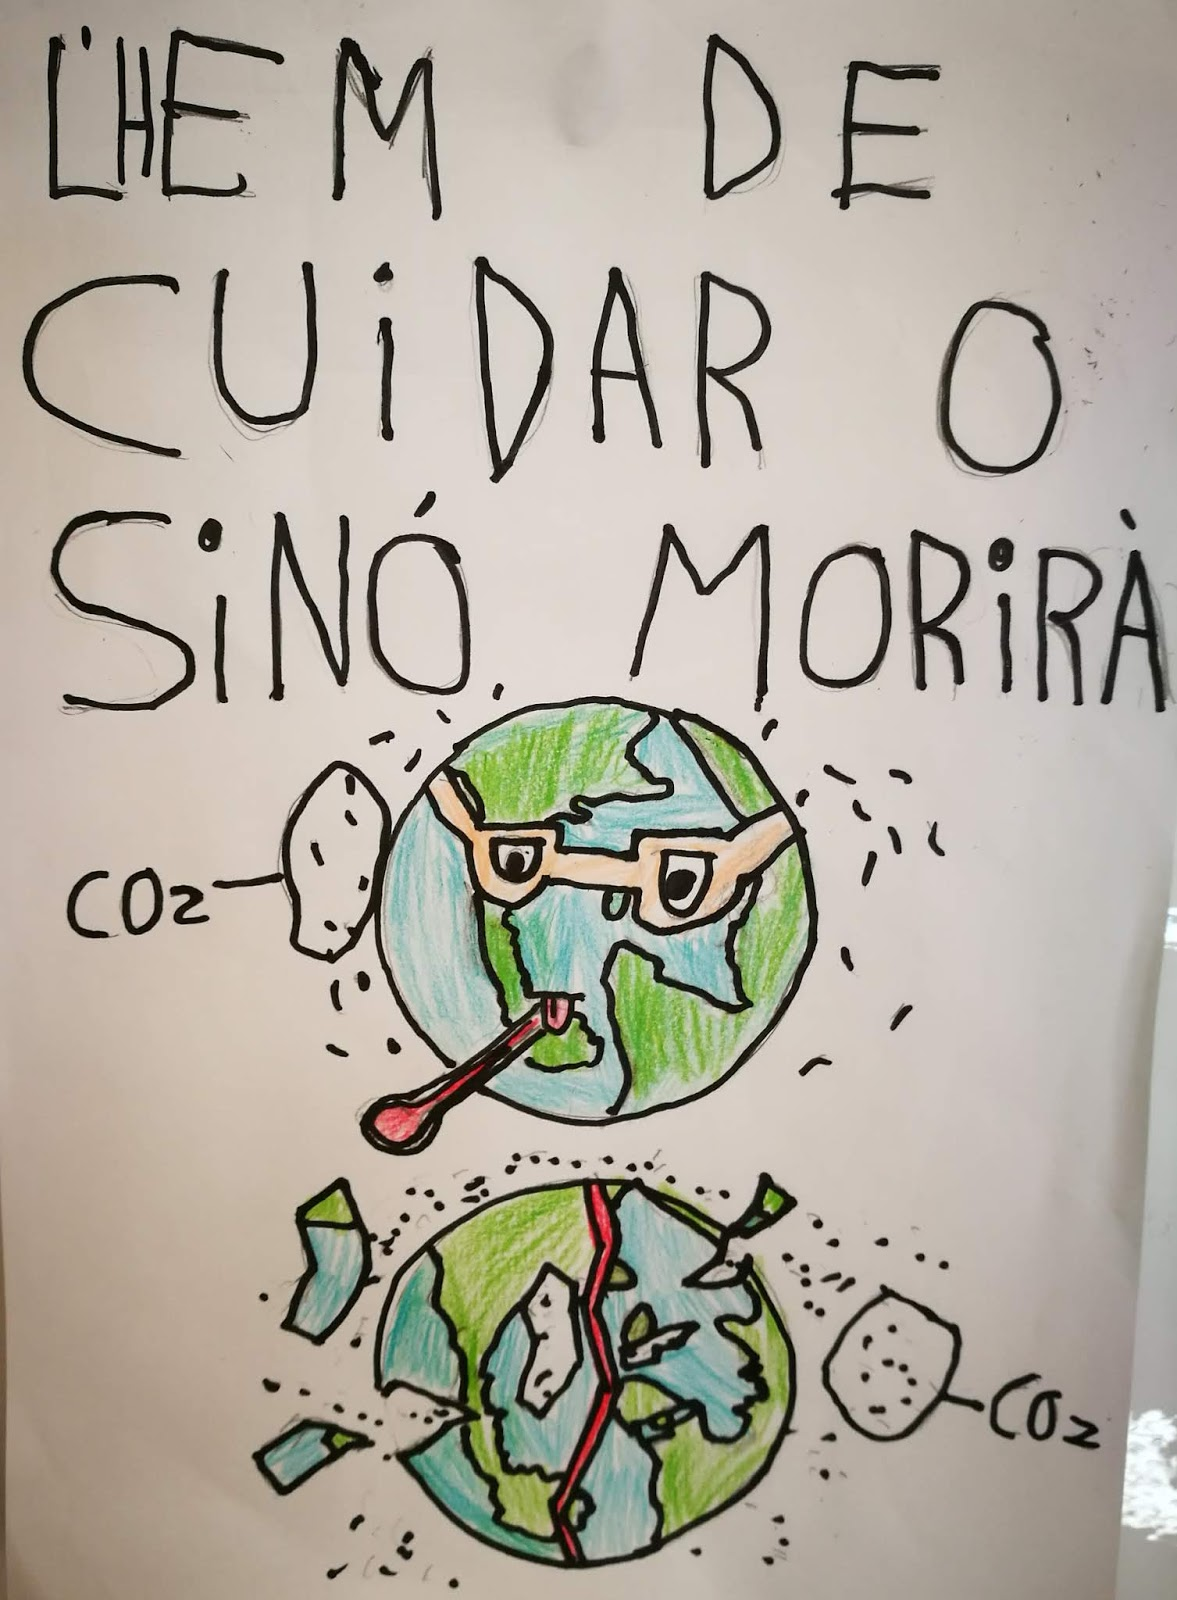 L'HEM DE
CUiDAR O
SiNÓ MORiRÀ
CO2
CO2